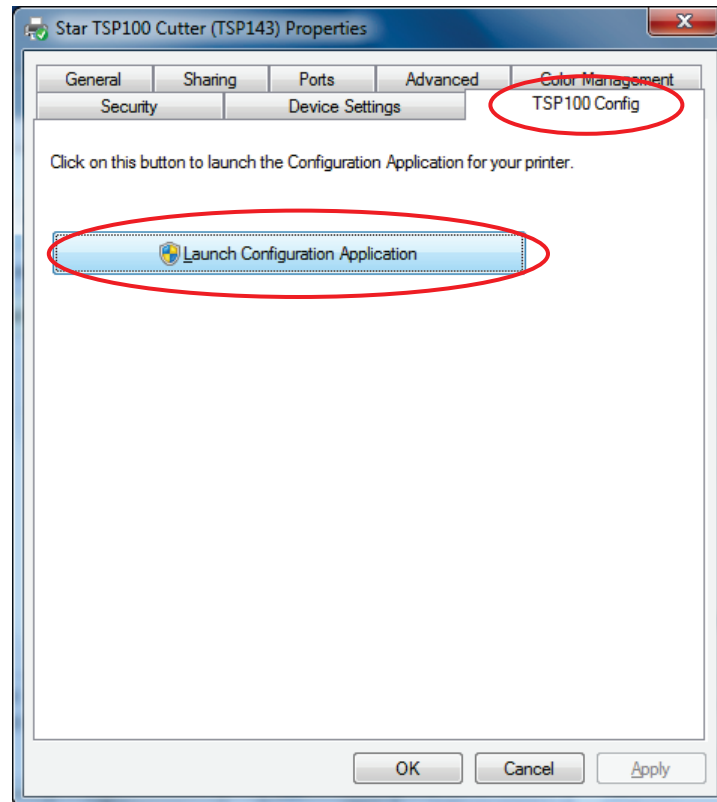 Star TSP100 Cutter (TSP143) Properties
General Sharing Ports Advanced Color Management
Security Device Settings TSP100 Config
Click on this button to launch the Configuration Application for your printer.
Launch Configuration Application
OK Cancel Apply